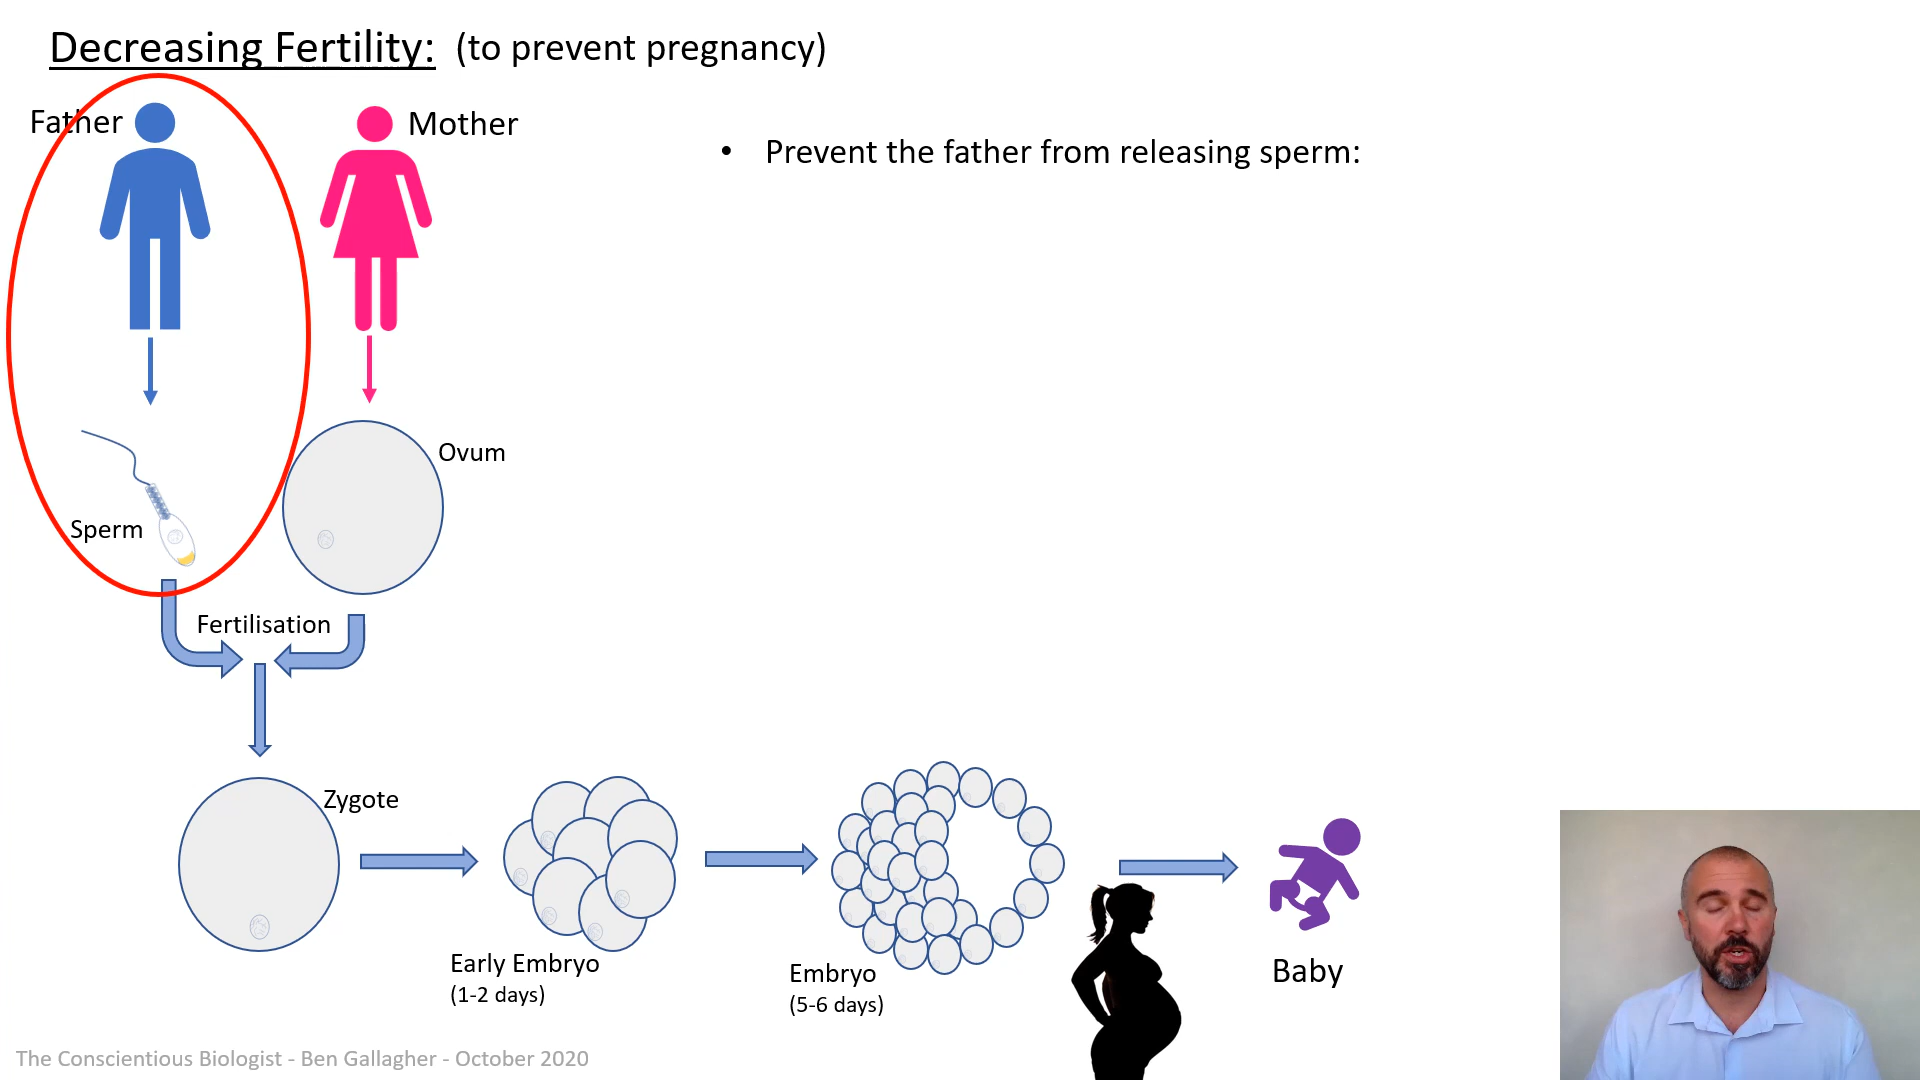 Decreasing Fertility: (to prevent pregnancy)
Father
Mother
• Prevent the father from releasing sperm:
Ovum
Sperm
Fertilisation
Zygote
Early Embryo
(1-2 days)
Embryo
(5-6 days)
Baby
The Conscientious Biologist - Ben Gallagher - October 2020